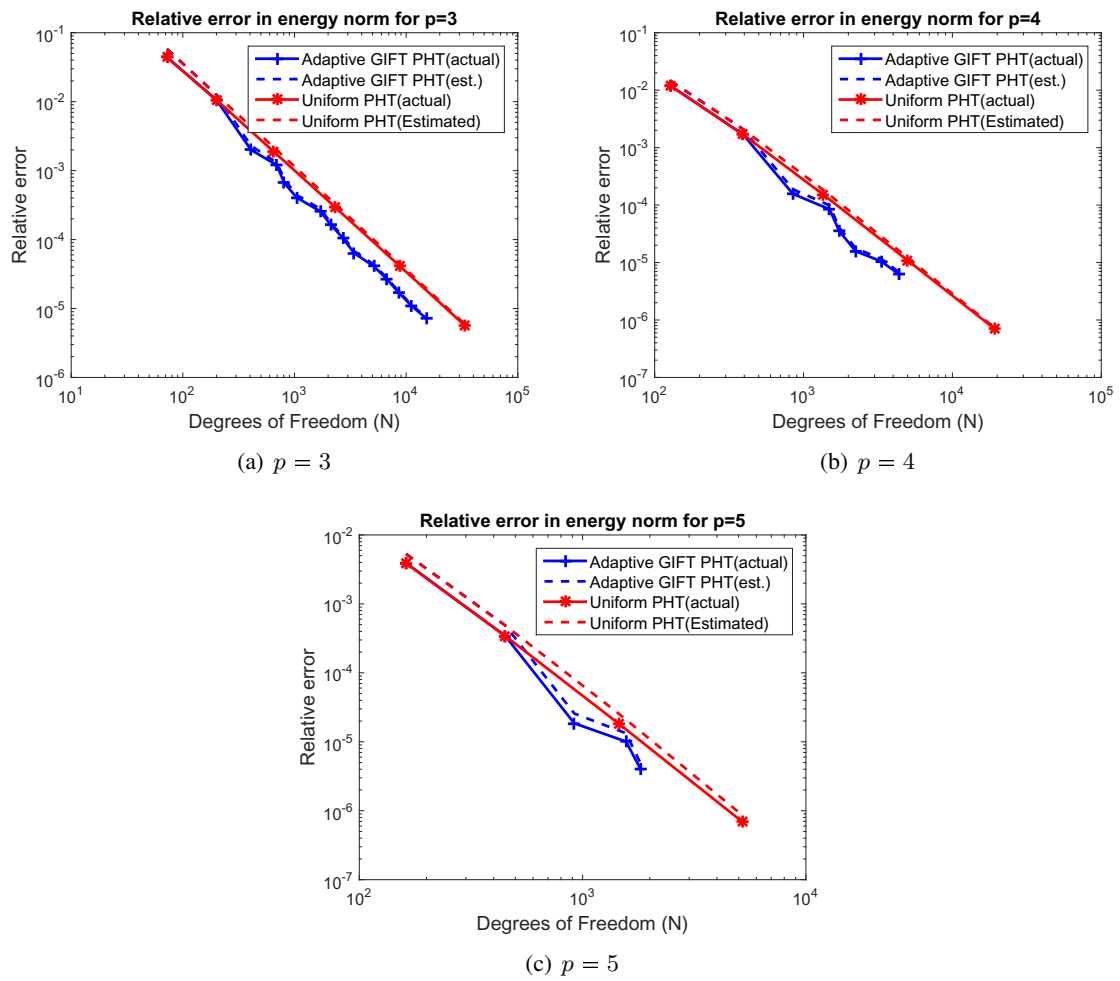 Relative error in energy norm for p=3
Adaptive GIFT PHT(actual)
Adaptive GIFT PHT(est.)
Uniform PHT(actual)
Uniform PHT(Estimated)
Relative error
10^-1
10^-2
10^-3
10^-4
10^-5
10^-6
10^1
10^2
10^3
10^4
10^5
Degrees of Freedom (N)
(a) p = 3
Relative error in energy norm for p=4
Adaptive GIFT PHT(actual)
Adaptive GIFT PHT(est.)
Uniform PHT(actual)
Uniform PHT(Estimated)
Relative error
10^-1
10^-2
10^-3
10^-4
10^-5
10^-6
10^-7
10^2
10^3
10^4
10^5
Degrees of Freedom (N)
(b) p = 4
Relative error in energy norm for p=5
Adaptive GIFT PHT(actual)
Adaptive GIFT PHT(est.)
Uniform PHT(actual)
Uniform PHT(Estimated)
Relative error
10^-2
10^-3
10^-4
10^-5
10^-6
10^-7
10^2
10^3
10^4
Degrees of Freedom (N)
(c) p = 5